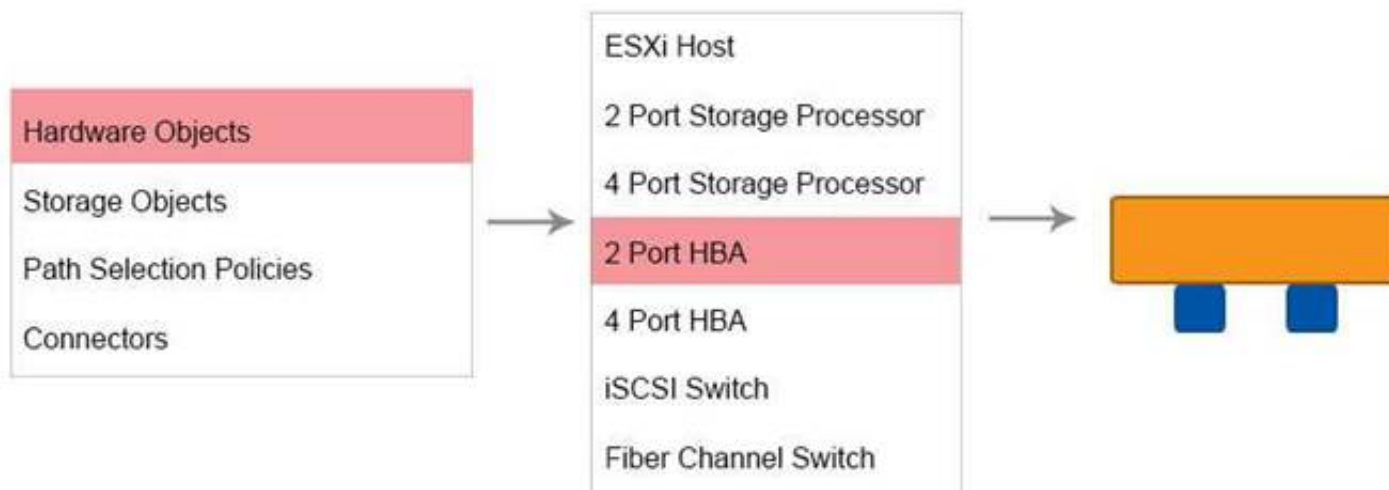 Hardware Objects
Storage Objects
Path Selection Policies
Connectors
ESXi Host
2 Port Storage Processor
4 Port Storage Processor
2 Port HBA
4 Port HBA
iSCSI Switch
Fiber Channel Switch